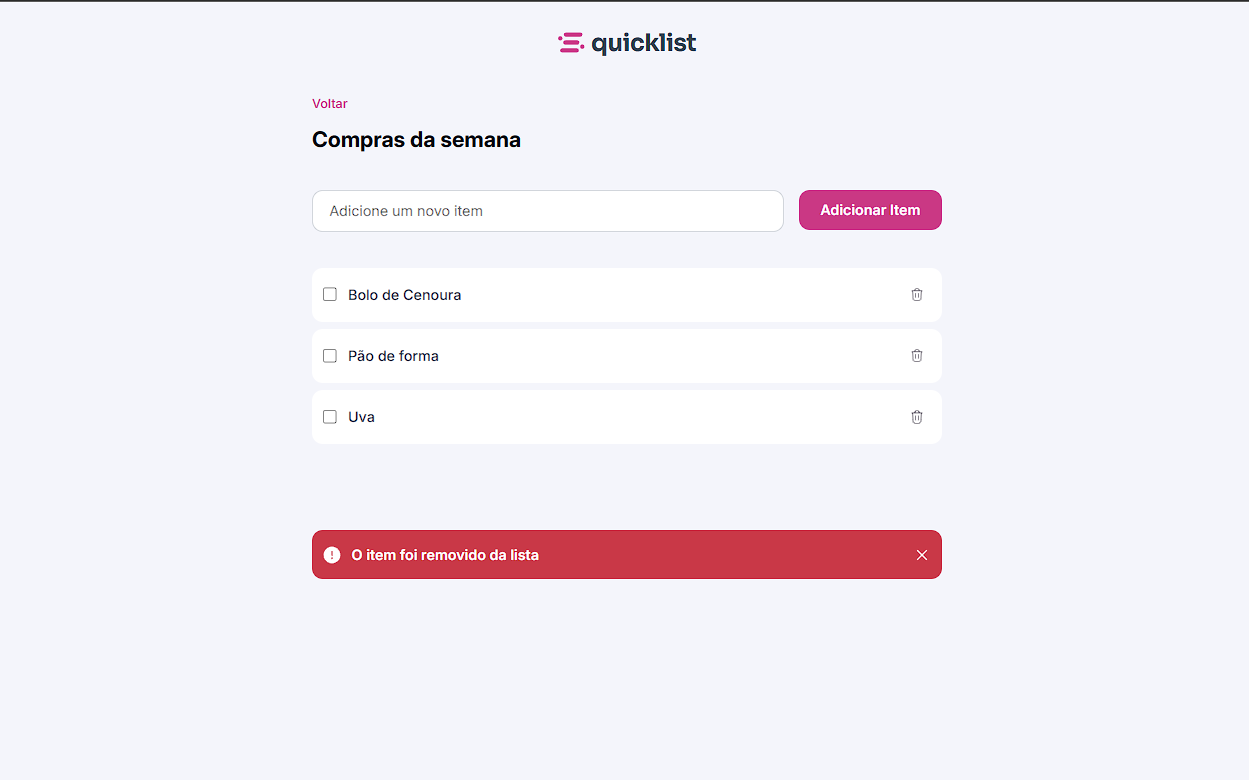 quicklist
Voltar
Compras da semana
Adicione um novo item
Adicionar Item
Bolo de Cenoura
Pão de forma
Uva
O item foi removido da lista